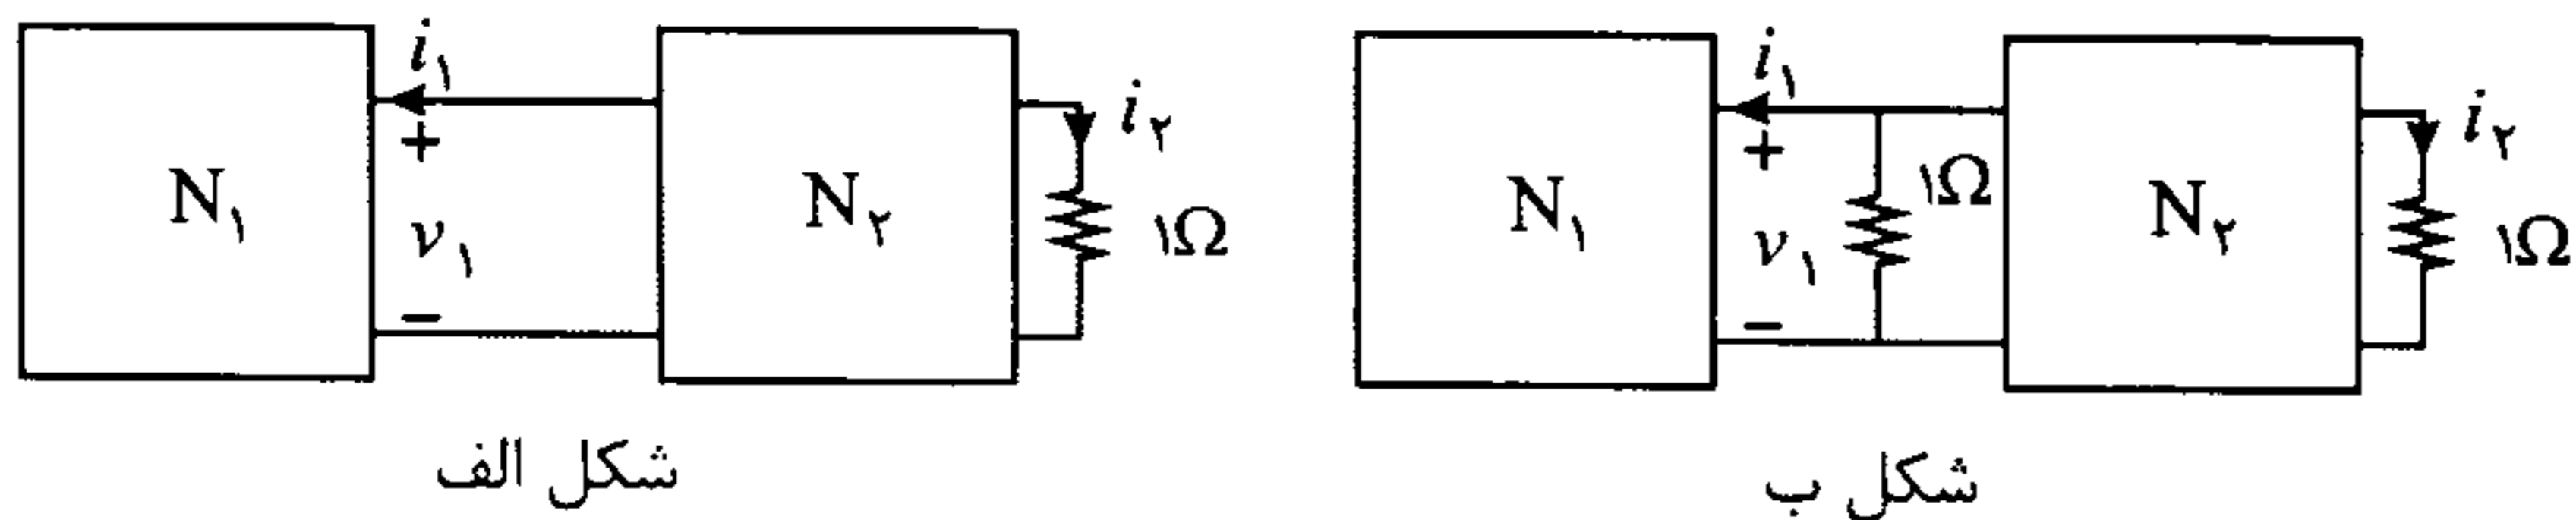 N۱ i۱ + v۱ − N۲ i۲ ۱Ω
شکل الف
N۱ i۱ + v۱ − ۱Ω N۲ i۲ ۱Ω
شکل ب